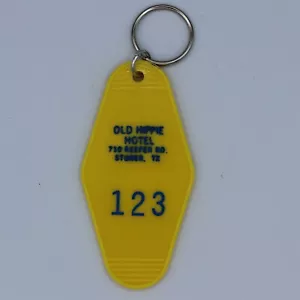 OLD HIPPIE
HOTEL
710 REEFER RD.
STONER, TX
123